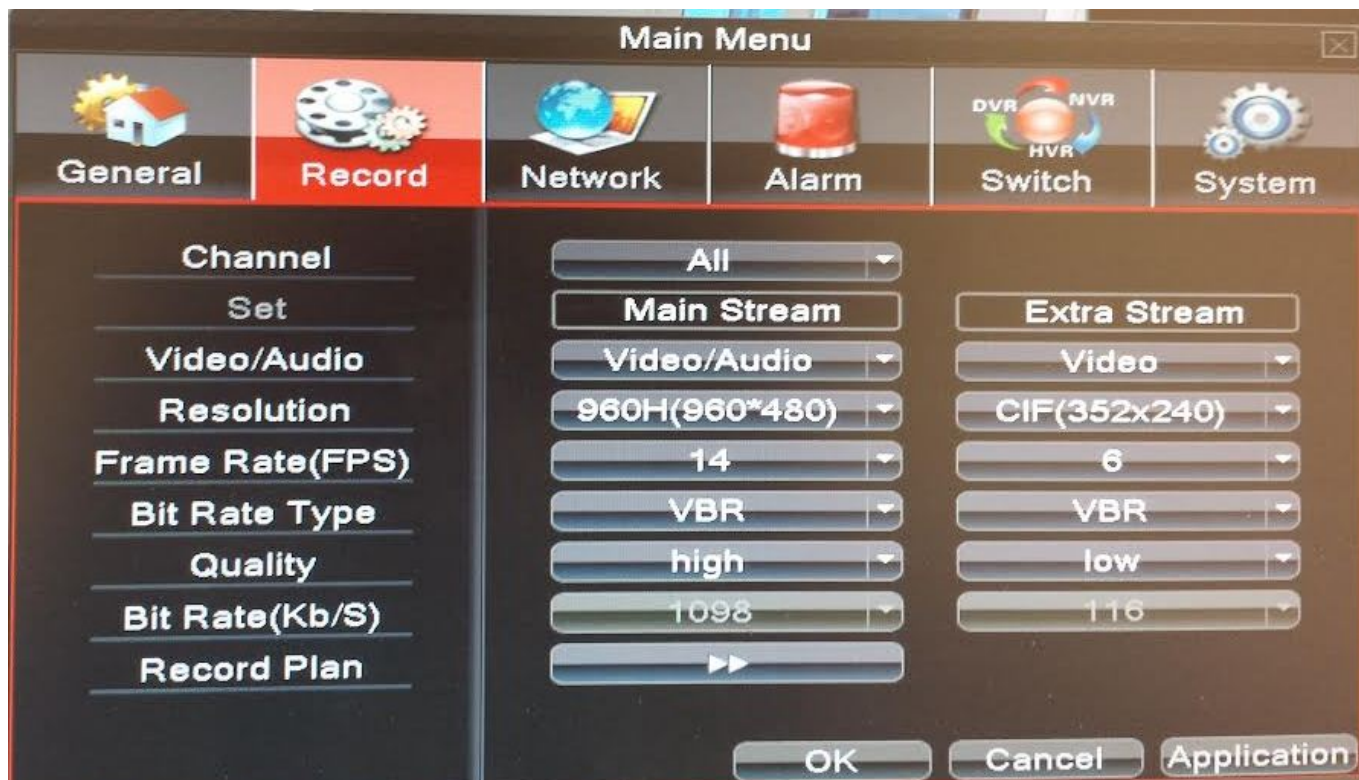 Main Menu
General Record Network Alarm DVR NVR HVR Switch System
Channel All
Set Main Stream Extra Stream
Video/Audio Video/Audio Video
Resolution 960H(960*480) CIF(352x240)
Frame Rate(FPS) 14 6
Bit Rate Type VBR VBR
Quality high low
Bit Rate(Kb/S) 1098 116
Record Plan
OK Cancel Application